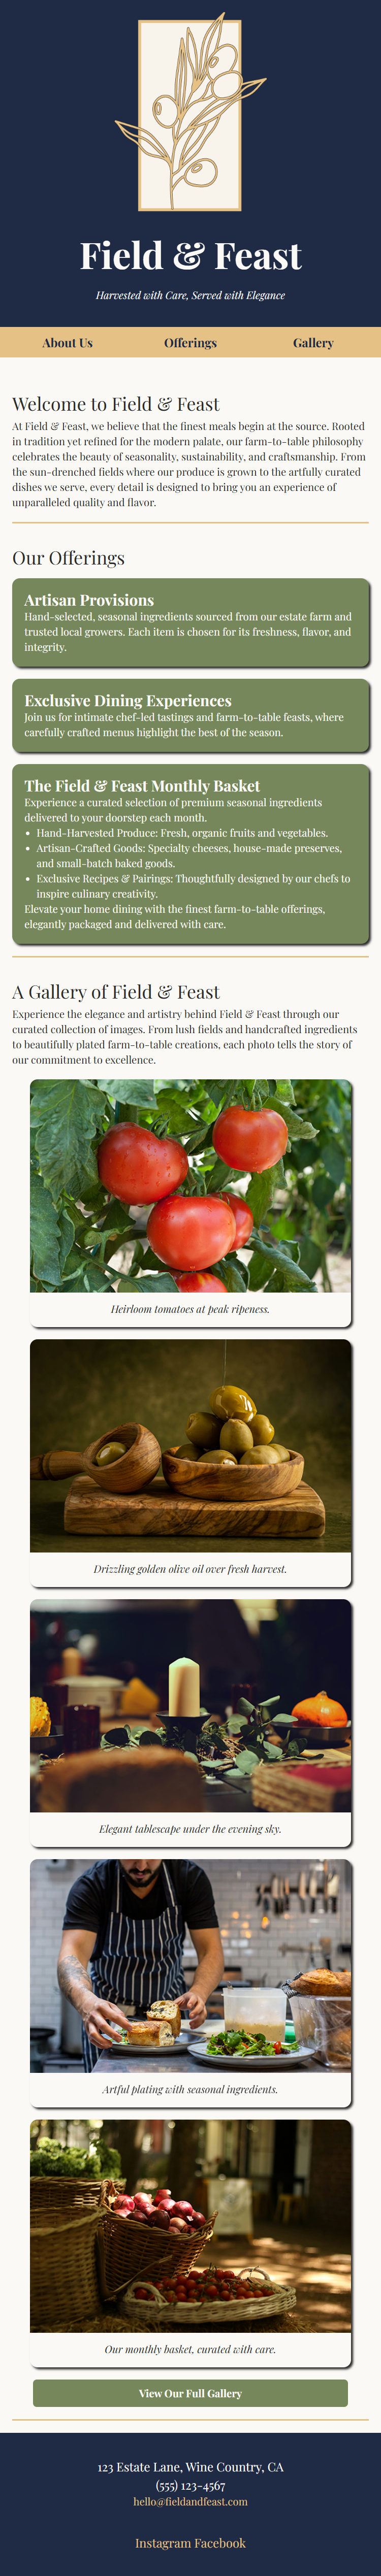 Field & Feast
Harvested with Care, Served with Elegance
About Us Offerings Gallery
Welcome to Field & Feast
At Field & Feast, we believe that the finest meals begin at the source. Rooted
in tradition yet refined for the modern palate, our farm-to-table philosophy
celebrates the beauty of seasonality, sustainability, and craftsmanship. From
the sun-drenched fields where our produce is grown to the artfully curated
dishes we serve, every detail is designed to bring you an experience of
unparalleled quality and flavor.
Our Offerings
Artisan Provisions
Hand-selected, seasonal ingredients sourced from our estate farm and
trusted local growers. Each item is chosen for its freshness, flavor, and
integrity.
Exclusive Dining Experiences
Join us for intimate chef-led tastings and farm-to-table feasts, where
carefully crafted menus highlight the best of the season.
The Field & Feast Monthly Basket
Experience a curated selection of premium seasonal ingredients
delivered to your doorstep each month.
• Hand-Harvested Produce: Fresh, organic fruits and vegetables.
• Artisan-Crafted Goods: Specialty cheeses, house-made preserves,
and small-batch baked goods.
• Exclusive Recipes & Pairings: Thoughtfully designed by our chefs to
inspire culinary creativity.
Elevate your home dining with the finest farm-to-table offerings,
elegantly packaged and delivered with care.
A Gallery of Field & Feast
Experience the elegance and artistry behind Field & Feast through our
curated collection of images. From lush fields and handcrafted ingredients
to beautifully plated farm-to-table creations, each photo tells the story of
our commitment to excellence.
Heirloom tomatoes at peak ripeness.
Drizzling golden olive oil over fresh harvest.
Elegant tablescape under the evening sky.
Artful plating with seasonal ingredients.
Our monthly basket, curated with care.
View Our Full Gallery
123 Estate Lane, Wine Country, CA
(555) 123-4567
hello@fieldandfeast.com
Instagram Facebook